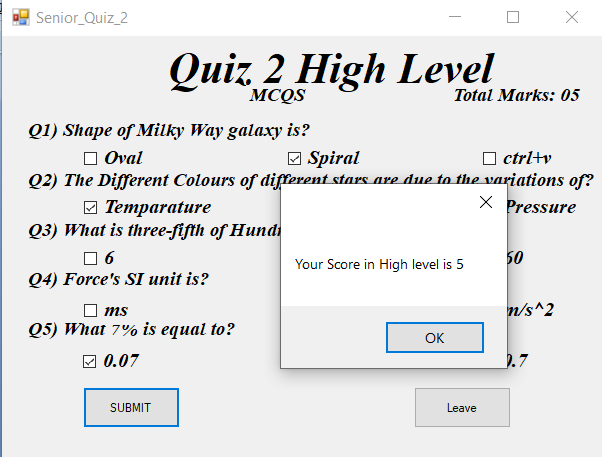 Senior_Quiz_2
Quiz 2 High Level
MCQS Total Marks: 05
Q1) Shape of Milky Way galaxy is?
Oval Spiral ctrl+v
Q2) The Different Colours of different stars are due to the variations of?
Temparature Pressure
Q3) What is three-fifth of
6 60
Your Score in High level is 5
Q4) Force's SI unit is?
ms m/s^2
Q5) What 7% is equal to?
OK
0.07 0.7
SUBMIT Leave